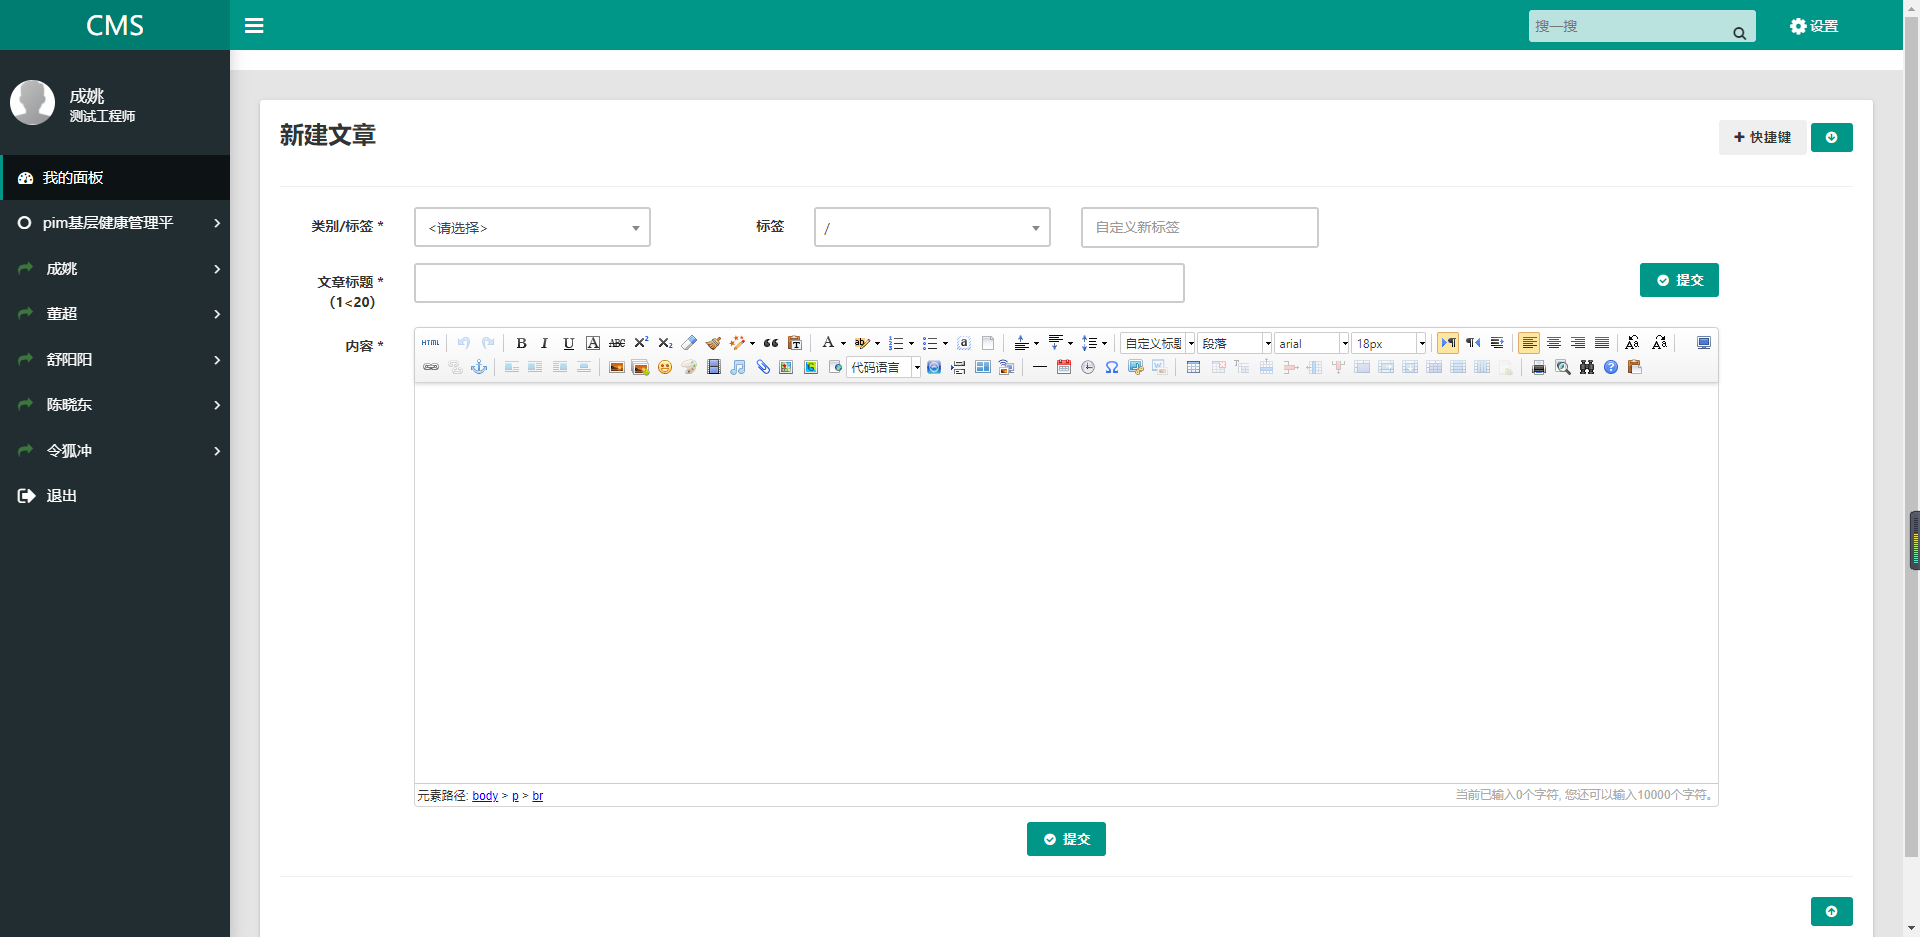 CMS
搜一搜
设置
成姚
测试工程师
我的面板
pim基层健康管理平
成姚
董超
舒阳阳
陈晓东
令狐冲
退出
新建文章
快捷键
类别/标签 *
<请选择>
标签
/
自定义新标签
文章标题 *
(1<20)
提交
内容 *
HTML B I U A ABC X² X₂ A ab a 自定义标题 段落 arial 18px
代码语言
元素路径: body > p > br
当前已输入0个字符, 您还可以输入10000个字符。
提交